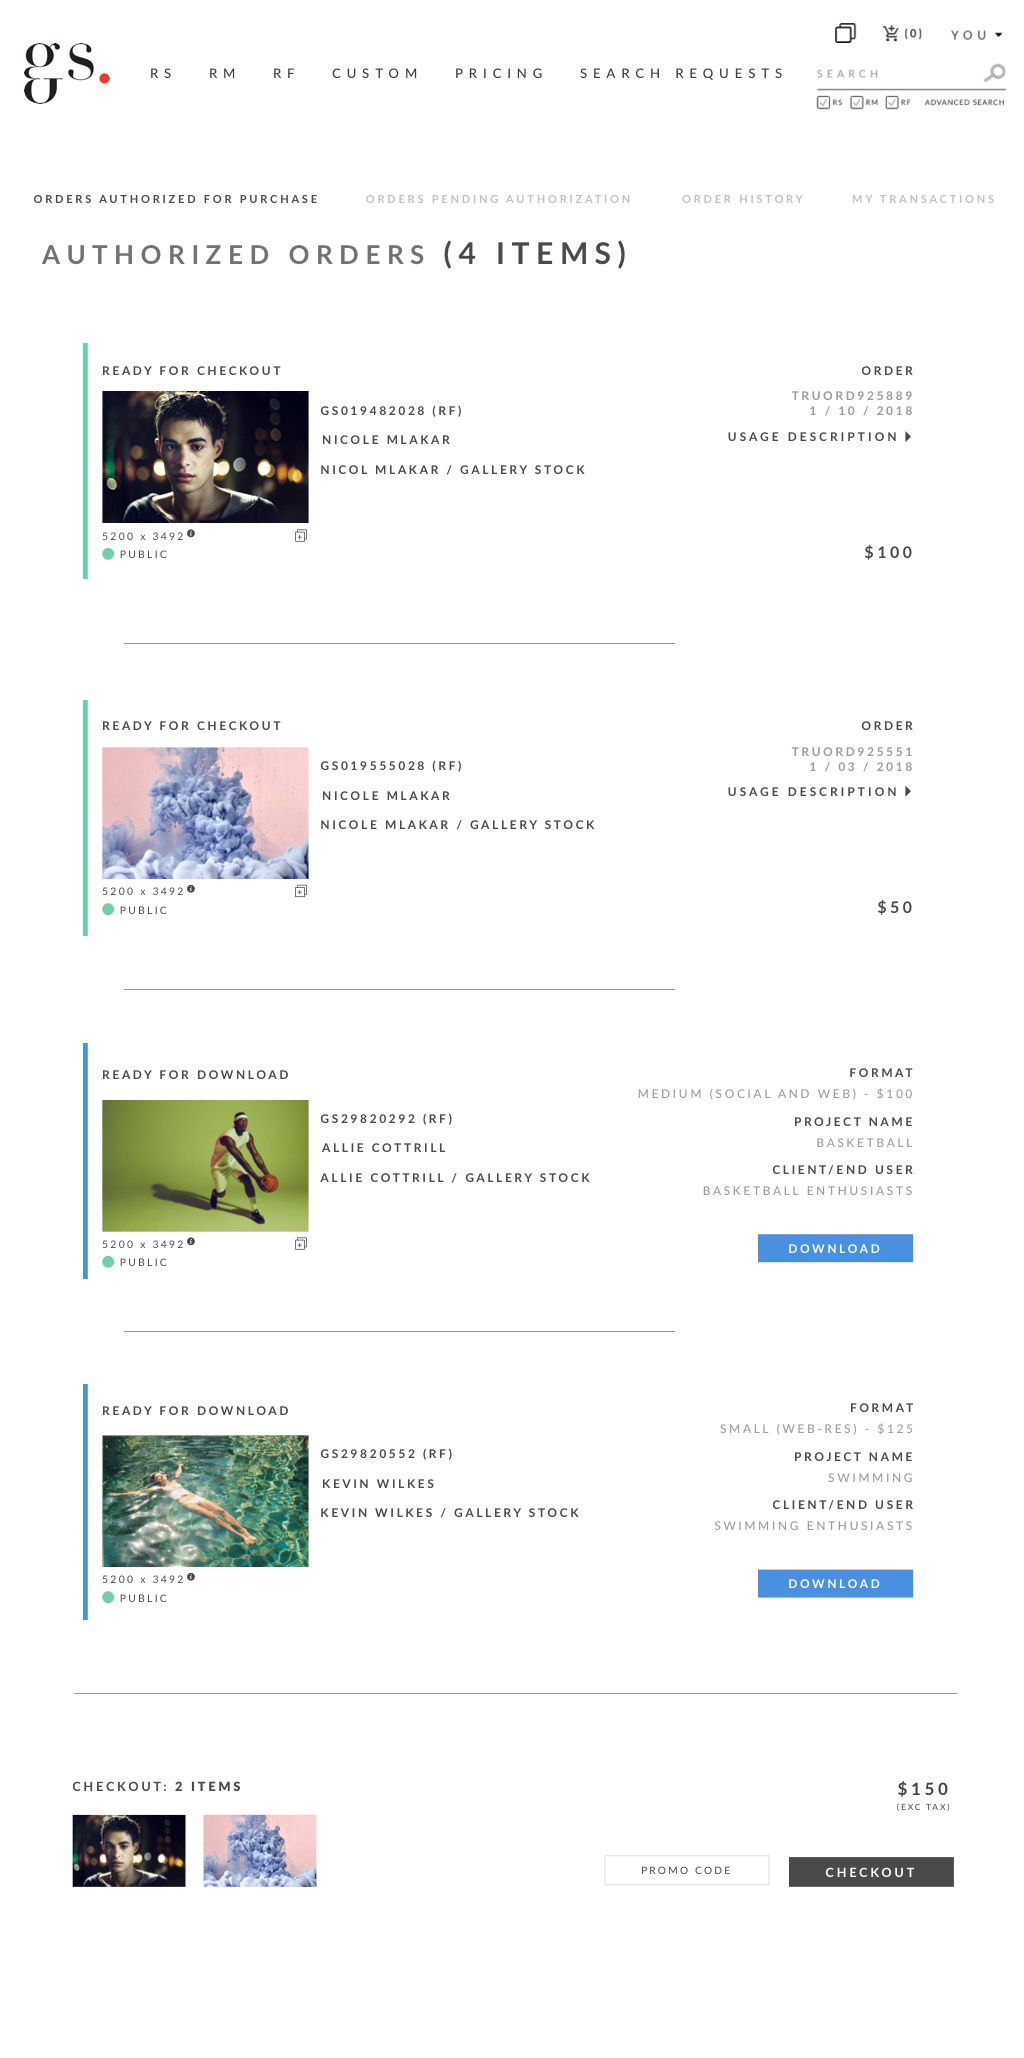 (0) YOU
gs.
RS RM RF CUSTOM PRICING SEARCH REQUESTS
SEARCH
RS RM RF ADVANCED SEARCH
ORDERS AUTHORIZED FOR PURCHASE ORDERS PENDING AUTHORIZATION ORDER HISTORY MY TRANSACTIONS
AUTHORIZED ORDERS (4 ITEMS)
READY FOR CHECKOUT
GS019482028 (RF)
NICOLE MLAKAR
NICOL MLAKAR / GALLERY STOCK
5200 x 3492
PUBLIC
ORDER
TRUORD925889
1 / 10 / 2018
USAGE DESCRIPTION
$100
READY FOR CHECKOUT
GS019555028 (RF)
NICOLE MLAKAR
NICOLE MLAKAR / GALLERY STOCK
5200 x 3492
PUBLIC
ORDER
TRUORD925551
1 / 03 / 2018
USAGE DESCRIPTION
$50
READY FOR DOWNLOAD
GS29820292 (RF)
ALLIE COTTRILL
ALLIE COTTRILL / GALLERY STOCK
5200 x 3492
PUBLIC
FORMAT
MEDIUM (SOCIAL AND WEB) - $100
PROJECT NAME
BASKETBALL
CLIENT/END USER
BASKETBALL ENTHUSIASTS
DOWNLOAD
READY FOR DOWNLOAD
GS29820552 (RF)
KEVIN WILKES
KEVIN WILKES / GALLERY STOCK
5200 x 3492
PUBLIC
FORMAT
SMALL (WEB-RES) - $125
PROJECT NAME
SWIMMING
CLIENT/END USER
SWIMMING ENTHUSIASTS
DOWNLOAD
CHECKOUT: 2 ITEMS
$150
(EXC TAX)
PROMO CODE
CHECKOUT